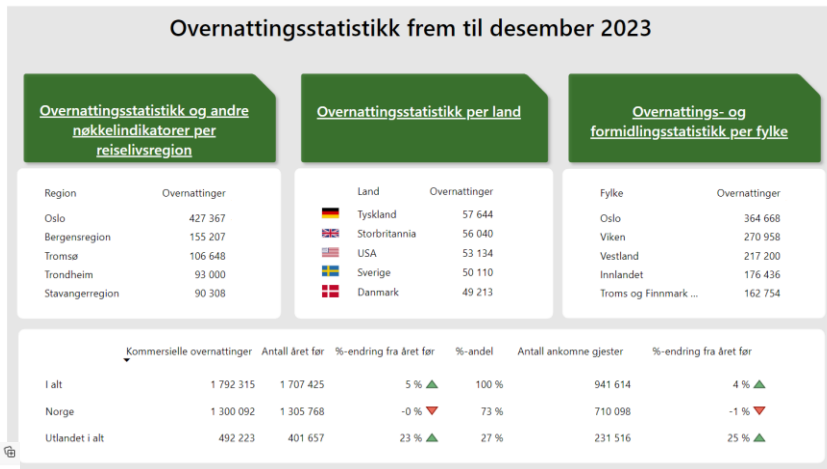 Overnattingsstatistikk frem til desember 2023
Overnattingsstatistikk og andre
nøkkelindikatorer per
reiselivsregion
Overnattingsstatistikk per land
Overnattings- og
formidlingsstatistikk per fylke
Region Overnattinger
Oslo 427 367
Bergensregion 155 207
Tromsø 106 648
Trondheim 93 000
Stavangerregion 90 308
Land Overnattinger
Tyskland 57 644
Storbritannia 56 040
USA 53 134
Sverige 50 110
Danmark 49 213
Fylke Overnattinger
Oslo 364 668
Viken 270 958
Vestland 217 200
Innlandet 176 436
Troms og Finnmark ... 162 754
Kommersielle overnattinger Antall året før %-endring fra året før %-andel Antall ankomne gjester %-endring fra året før
I alt 1 792 315 1 707 425 5 % 100 % 941 614 4 %
Norge 1 300 092 1 305 768 -0 % 73 % 710 098 -1 %
Utlandet i alt 492 223 401 657 23 % 27 % 231 516 25 %